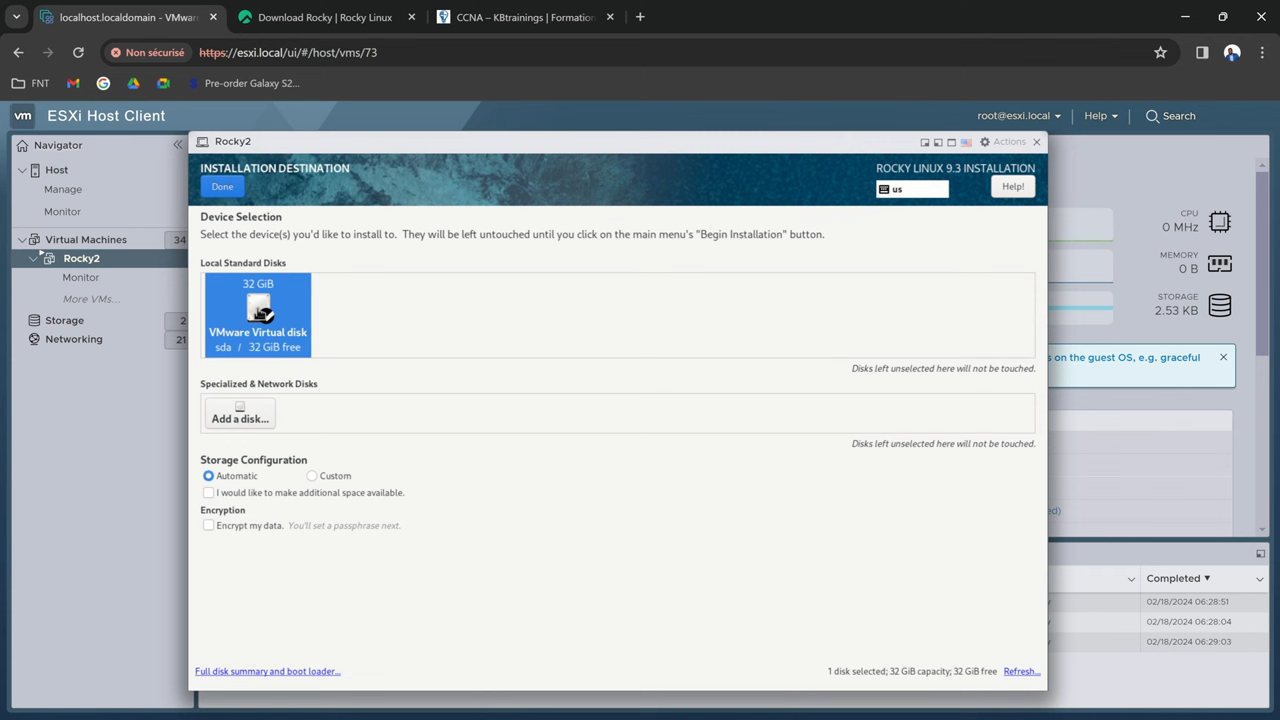 localhost.localdomain - VMware
Download Rocky | Rocky Linux
CCNA – KBtrainings | Formation
Non sécurisé
https://esxi.local/ui/#/host/vms/73
FNT
Pre-order Galaxy S2...
vm ESXi Host Client
root@esxi.local
Help
Search
Navigator
Host
Manage
Monitor
Virtual Machines 34
Rocky2
Monitor
More VMs...
Storage 2
Networking 21
Rocky2
Actions
INSTALLATION DESTINATION
Done
ROCKY LINUX 9.3 INSTALLATION
us
Help!
Device Selection
Select the device(s) you'd like to install to. They will be left untouched until you click on the main menu's "Begin Installation" button.
Local Standard Disks
32 GiB
VMware Virtual disk
sda / 32 GiB free
Disks left unselected here will not be touched.
Specialized & Network Disks
Add a disk...
Disks left unselected here will not be touched.
Storage Configuration
Automatic
Custom
I would like to make additional space available.
Encryption
Encrypt my data. You'll set a passphrase next.
Full disk summary and boot loader...
1 disk selected; 32 GiB capacity; 32 GiB free Refresh...
CPU
0 MHz
MEMORY
0 B
STORAGE
2.53 KB
s on the guest OS, e.g. graceful
ed)
Completed
02/18/2024 06:28:51
02/18/2024 06:28:04
02/18/2024 06:29:03